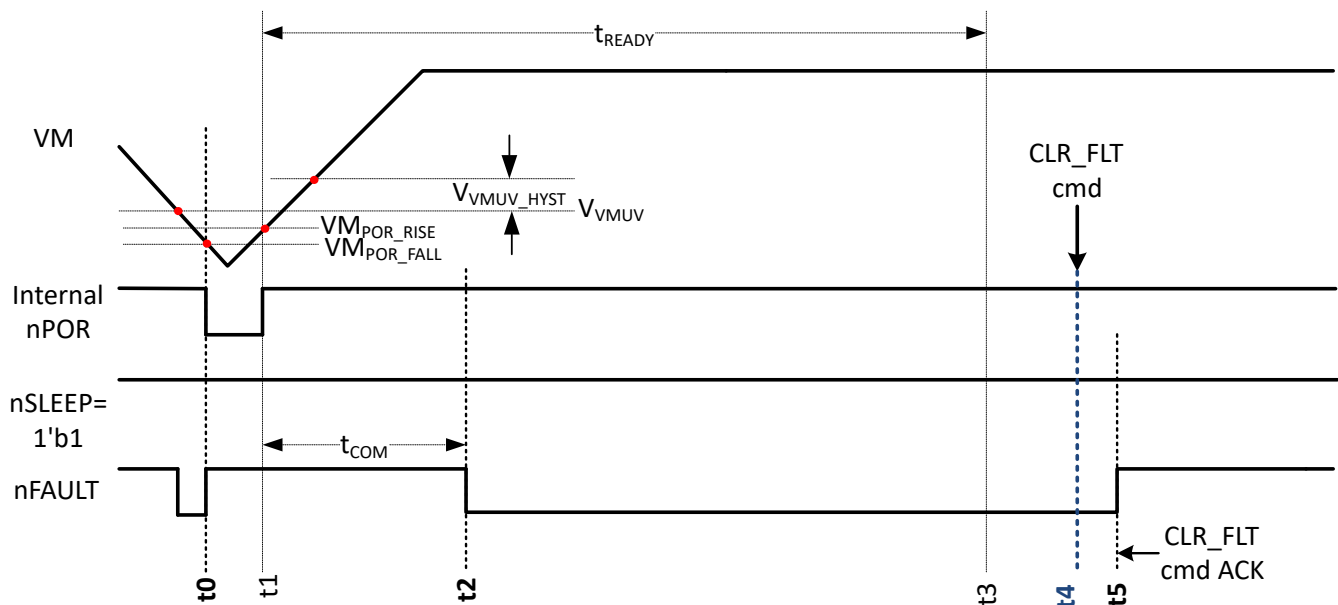 tREADY
VM
CLR_FLT
cmd
VVMUV_HYST
VVMUV
VMPOR_RISE
VMPOR_FALL
Internal
nPOR
nSLEEP=
1'b1
tCOM
nFAULT
CLR_FLT
cmd ACK
t0
t1
t2
t3
t4
t5